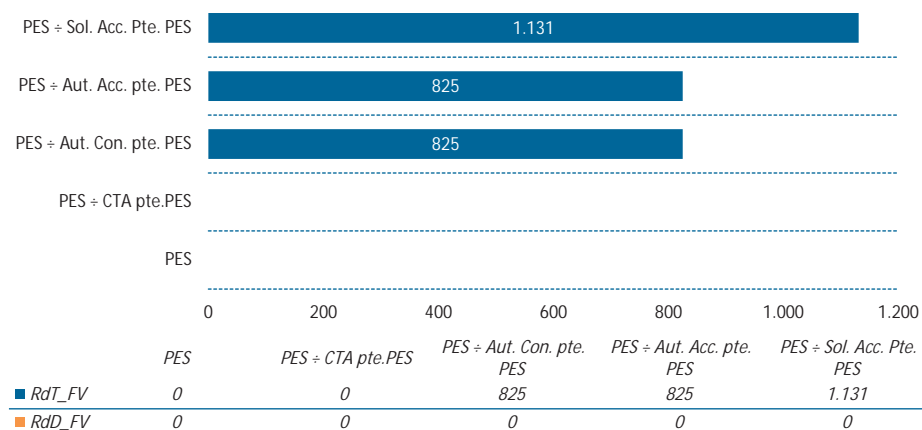 PES ÷ Sol. Acc. Pte. PES
1.131
PES ÷ Aut. Acc. pte. PES
825
PES ÷ Aut. Con. pte. PES
825
PES ÷ CTA pte.PES
PES
0 200 400 600 800 1.000 1.200
PES PES ÷ CTA pte.PES PES ÷ Aut. Con. pte. PES PES ÷ Aut. Acc. pte. PES PES ÷ Sol. Acc. Pte. PES
RdT_FV 0 0 825 825 1.131
RdD_FV 0 0 0 0 0